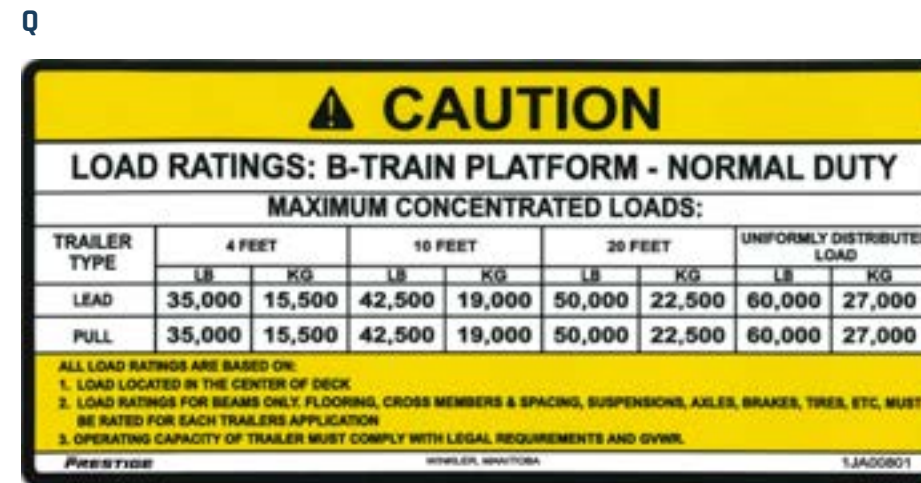 Q
CAUTION
LOAD RATINGS: B-TRAIN PLATFORM - NORMAL DUTY
MAXIMUM CONCENTRATED LOADS:
TRAILER TYPE 4 FEET 10 FEET 20 FEET UNIFORMLY DISTRIBUTE LOAD
LB KG LB KG LB KG LB KG
LEAD 35,000 15,500 42,500 19,000 50,000 22,500 60,000 27,000
PULL 35,000 15,500 42,500 19,000 50,000 22,500 60,000 27,000
ALL LOAD RATINGS ARE BASED ON:
1. LOAD LOCATED IN THE CENTER OF DECK
2. LOAD RATINGS FOR BEAMS ONLY. FLOORING, CROSS MEMBERS & SPACING, SUSPENSIONS, AXLES, BRAKES, TIRES, ETC, MUST
BE RATED FOR EACH TRAILERS APPLICATION
3. OPERATING CAPACITY OF TRAILER MUST COMPLY WITH LEGAL REQUIREMENTS AND GVWR.
PRESTIGE WINKLER, MANITOBA 1JA00801